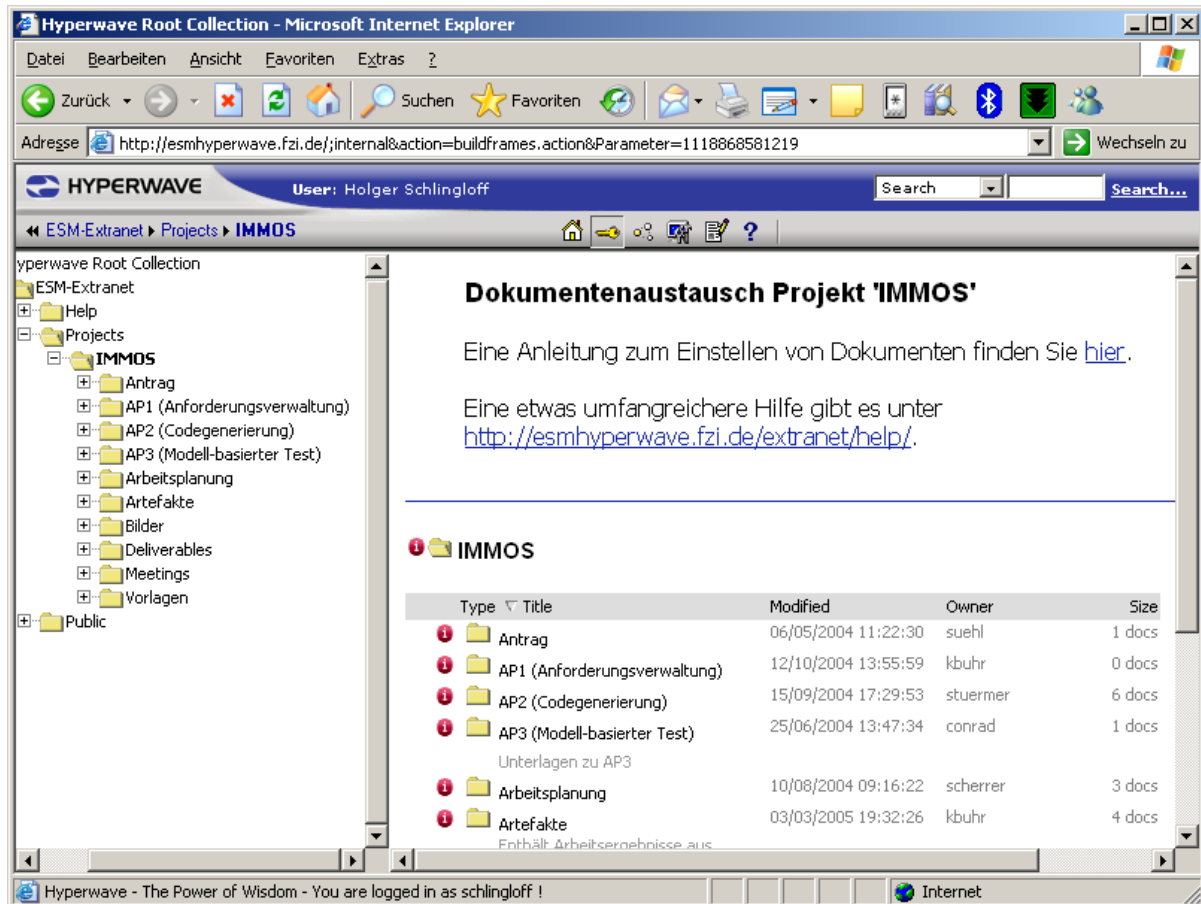 Hyperwave Root Collection - Microsoft Internet Explorer
Datei Bearbeiten Ansicht Favoriten Extras ?
Zurück Suchen Favoriten
Adresse http://esmhyperwave.fzi.de/;internal&action=buildframes.action&Parameter=1118868581219 Wechseln zu
HYPERWAVE User: Holger Schlingloff Search Search...
ESM-Extranet Projects IMMOS ?
yperwave Root Collection
ESM-Extranet
Help
Projects
IMMOS
Antrag
AP1 (Anforderungsverwaltung)
AP2 (Codegenerierung)
AP3 (Modell-basierter Test)
Arbeitsplanung
Artefakte
Bilder
Deliverables
Meetings
Vorlagen
Public
Dokumentenaustausch Projekt 'IMMOS'
Eine Anleitung zum Einstellen von Dokumenten finden Sie hier.
Eine etwas umfangreichere Hilfe gibt es unter
http://esmhyperwave.fzi.de/extranet/help/.
IMMOS
Type Title Modified Owner Size
Antrag 06/05/2004 11:22:30 suehl 1 docs
AP1 (Anforderungsverwaltung) 12/10/2004 13:55:59 kbuhr 0 docs
AP2 (Codegenerierung) 15/09/2004 17:29:53 stuermer 6 docs
AP3 (Modell-basierter Test) 25/06/2004 13:47:34 conrad 1 docs
Unterlagen zu AP3
Arbeitsplanung 10/08/2004 09:16:22 scherrer 3 docs
Artefakte 03/03/2005 19:32:26 kbuhr 4 docs
Enthält Arbeitsergebnisse aus
Hyperwave - The Power of Wisdom - You are logged in as schlingloff ! Internet